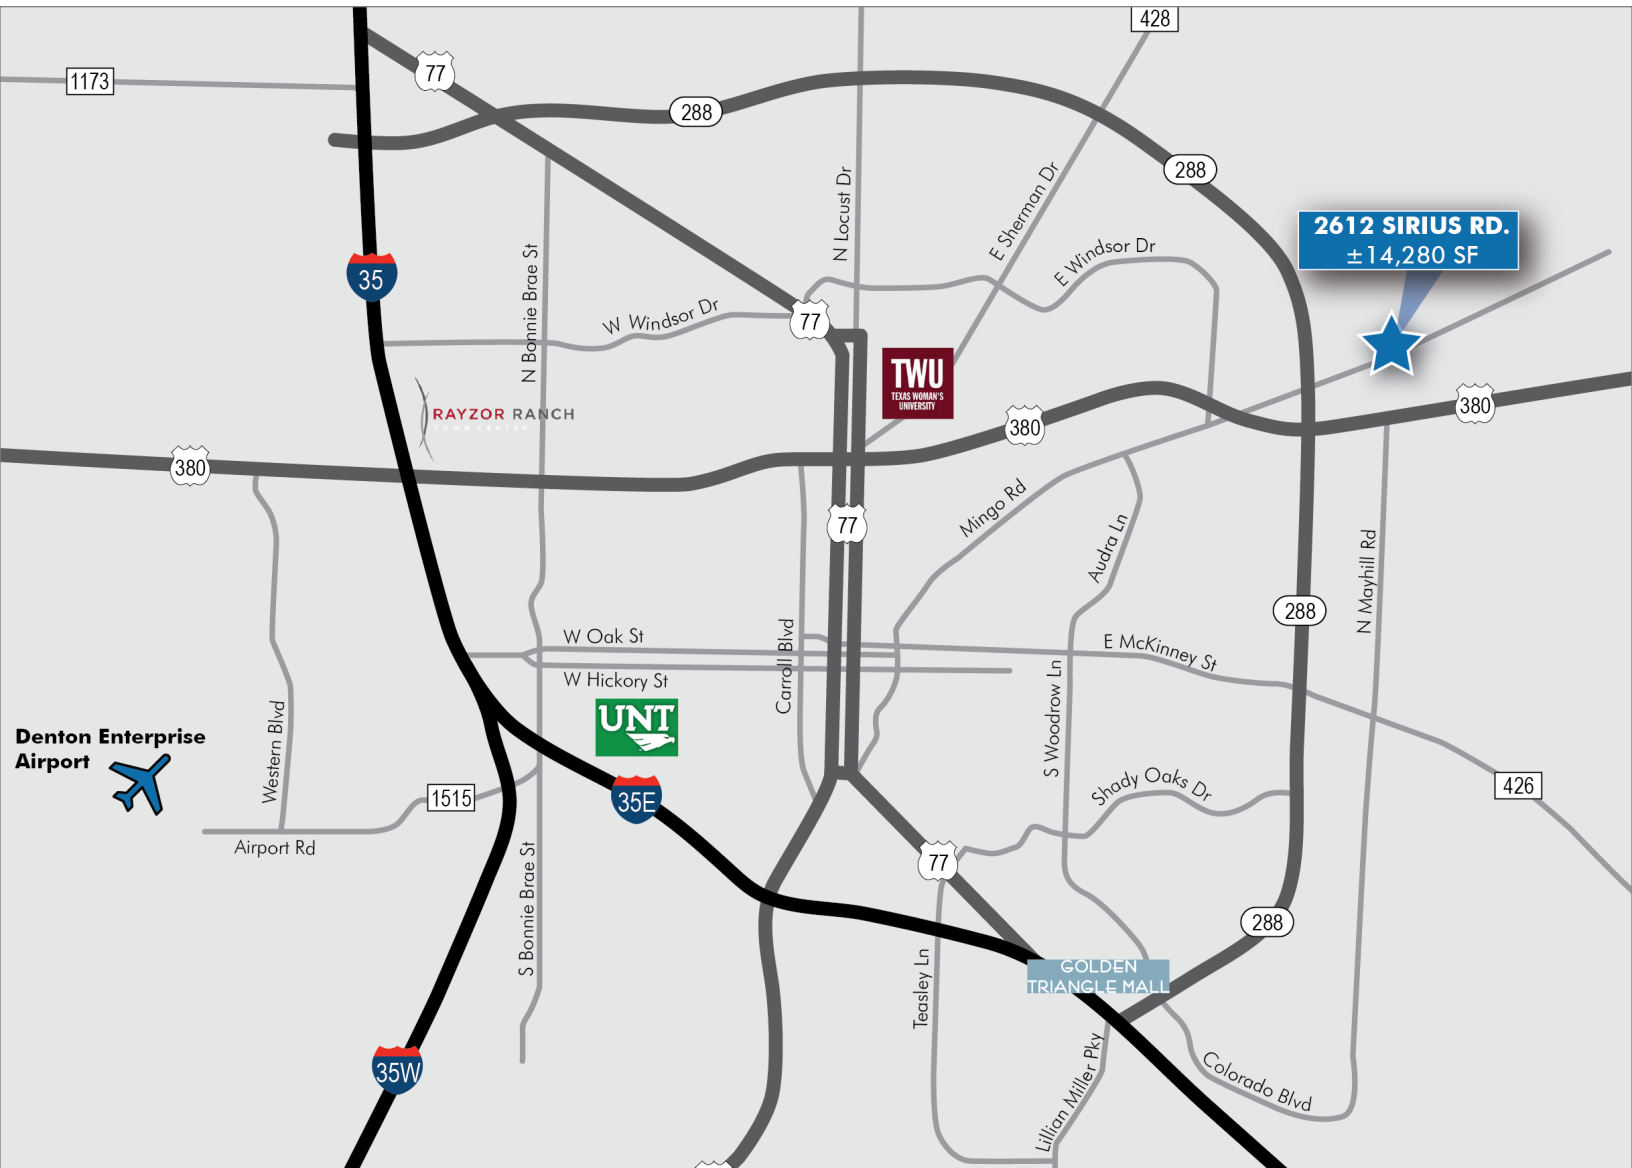 428
77
1173
288
288
N Locust Dr
E Sherman Dr
2612 SIRIUS RD.
±14,280 SF
E Windsor Dr
35
N Bonnie Brae St
W Windsor Dr
77
TWU
TEXAS WOMAN'S
UNIVERSITY
RAYZOR RANCH
TOWN CENTER
380
380
380
77
Mingo Rd
Audra Ln
N Mayhill Rd
288
W Oak St
Carroll Blvd
E McKinney St
W Hickory St
UNT
S Woodrow Ln
Western Blvd
Denton Enterprise
Airport
1515
35E
Shady Oaks Dr
426
Airport Rd
77
S Bonnie Brae St
288
Teasley Ln
GOLDEN
TRIANGLE MALL
35W
Lillian Miller Pky
Colorado Blvd